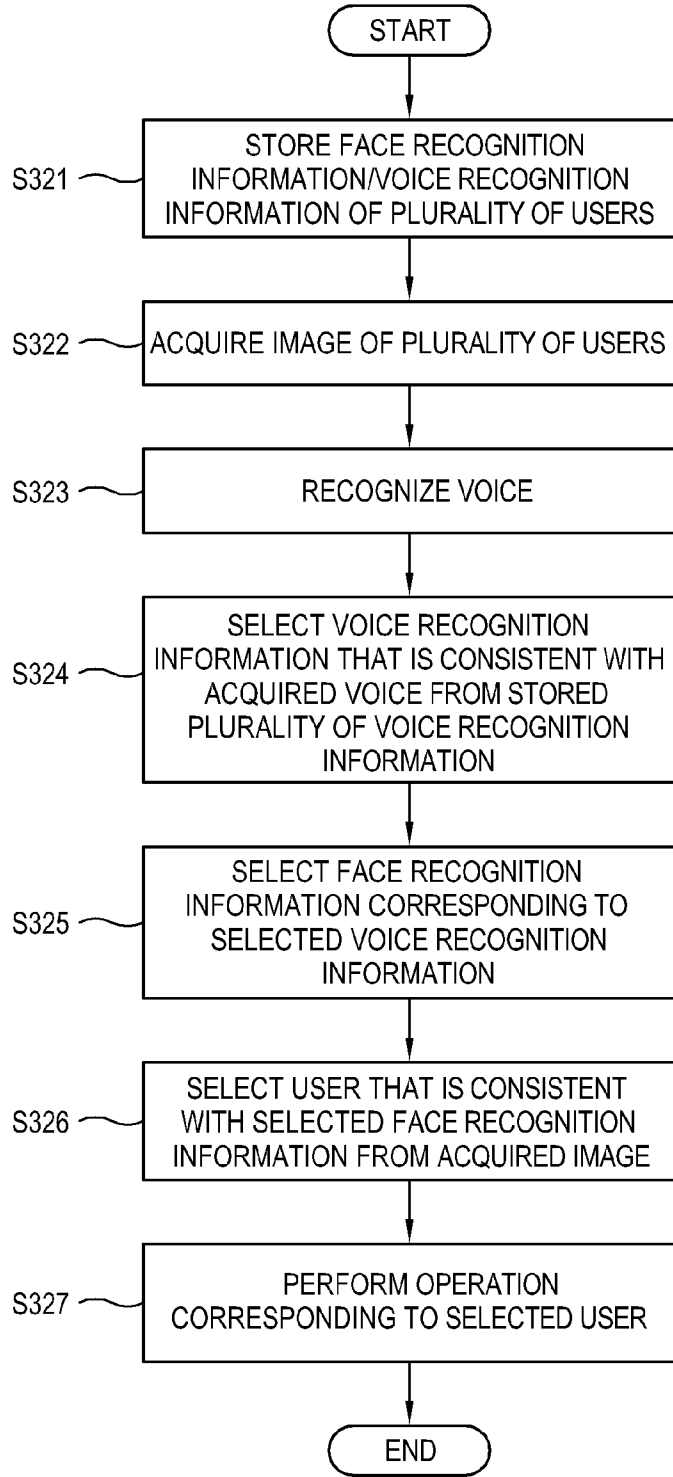 START
S321
STORE FACE RECOGNITION
INFORMATION/VOICE RECOGNITION
INFORMATION OF PLURALITY OF USERS
S322
ACQUIRE IMAGE OF PLURALITY OF USERS
S323
RECOGNIZE VOICE
S324
SELECT VOICE RECOGNITION
INFORMATION THAT IS CONSISTENT WITH
ACQUIRED VOICE FROM STORED
PLURALITY OF VOICE RECOGNITION
INFORMATION
S325
SELECT FACE RECOGNITION
INFORMATION CORRESPONDING TO
SELECTED VOICE RECOGNITION
INFORMATION
S326
SELECT USER THAT IS CONSISTENT
WITH SELECTED FACE RECOGNITION
INFORMATION FROM ACQUIRED IMAGE
S327
PERFORM OPERATION
CORRESPONDING TO SELECTED USER
END